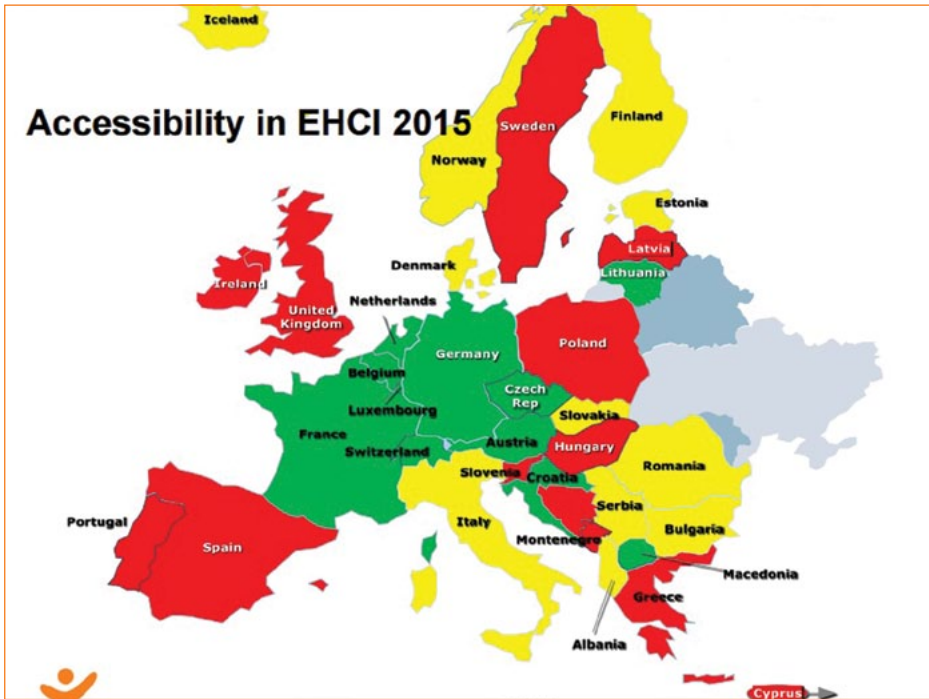 Iceland
Accessibility in EHCI 2015
Sweden
Finland
Norway
Estonia
Latvia
Denmark
Lithuania
Ireland
Netherlands
United
Kingdom
Poland
Germany
Belgium
Czech
Rep
Luxembourg
Slovakia
France
Austria
Hungary
Switzerland
Slovenia
Croatia
Romania
Serbia
Portugal
Italy
Bulgaria
Spain
Montenegro
Macedonia
Greece
Albania
Cyprus